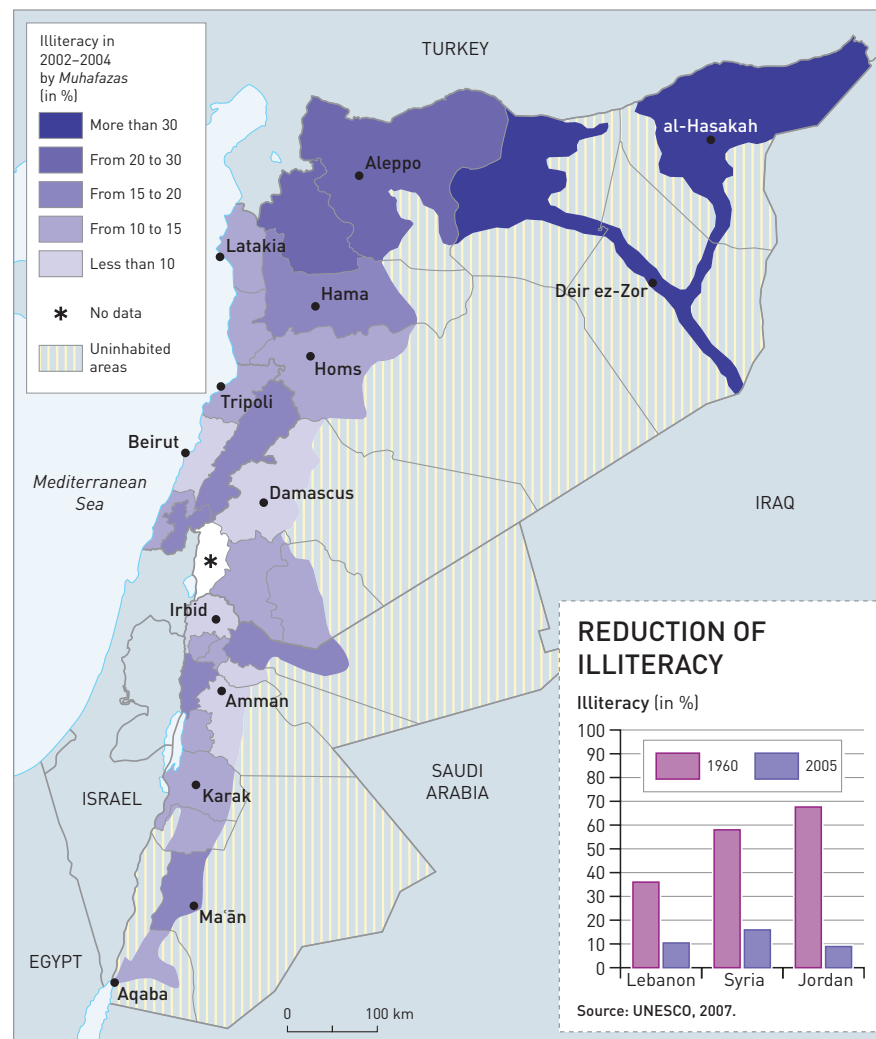 Illiteracy in
2002–2004
by Muhafazas
(in %)
More than 30
From 20 to 30
From 15 to 20
From 10 to 15
Less than 10
* No data
Uninhabited
areas
TURKEY
al-Hasakah
Aleppo
Latakia
Hama
Deir ez-Zor
Homs
Tripoli
Beirut
Mediterranean
Sea
Damascus
IRAQ
*
Irbid
Amman
SAUDI
ARABIA
ISRAEL
Karak
Maʿān
EGYPT
Aqaba
0 100 km
REDUCTION OF
ILLITERACY
Illiteracy (in %)
100
90
80
70
60
50
40
30
20
10
0
1960 2005
Lebanon Syria Jordan
Source: UNESCO, 2007.